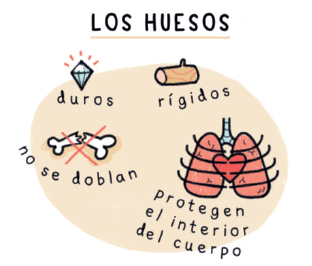 LOS HUESOS
duros
rígidos
no se doblan
protegen
el interior
del cuerpo